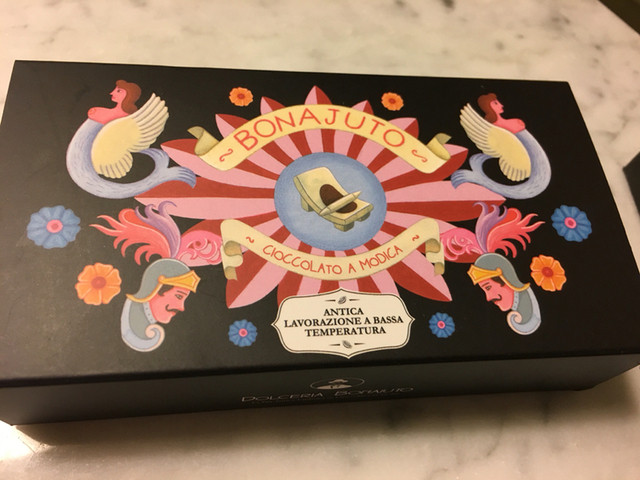 ~ BONAJUTO ~
~ CIOCCOLATO A MODICA ~
ANTICA
LAVORAZIONE A BASSA
TEMPERATURA
DOLCERIA BONAJUTO